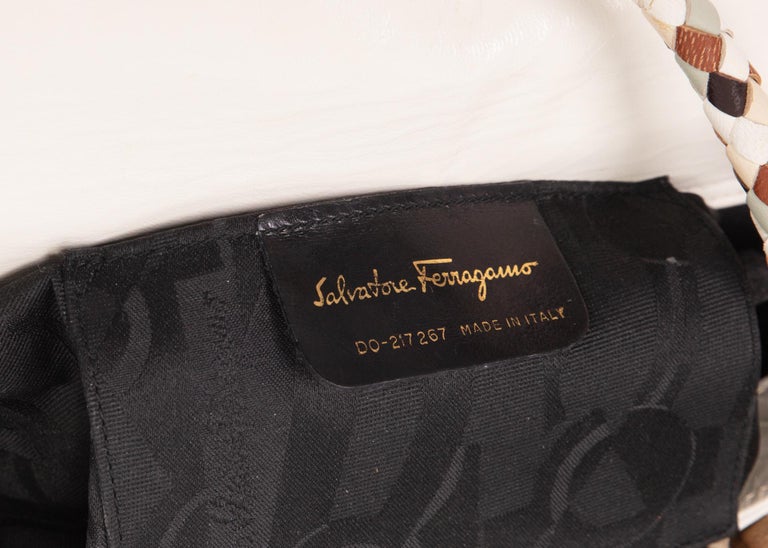 Salvatore Ferragamo
DO-217267 MADE IN ITALY